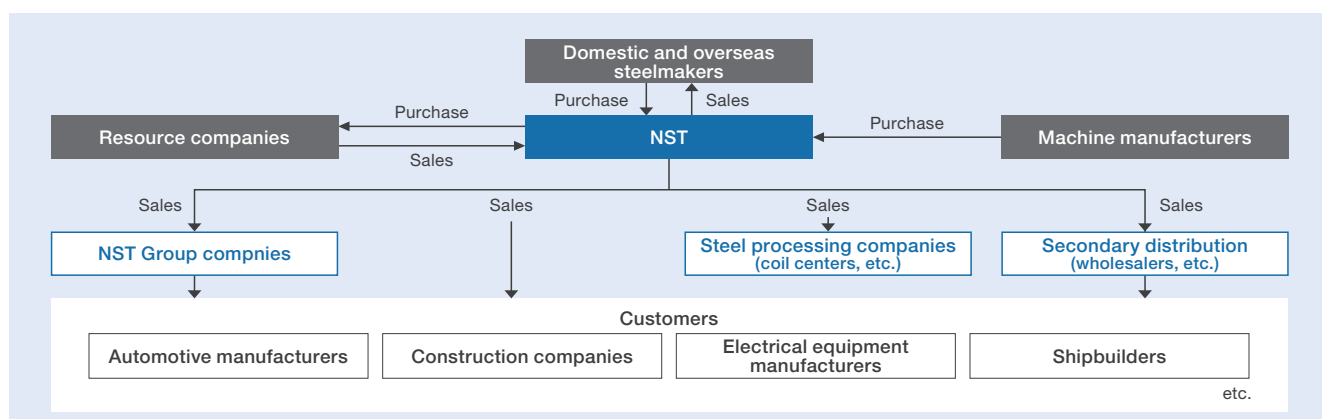 Domestic and overseas
steelmakers
Purchase
Sales
Purchase
Purchase
Resource companies
NST
Machine manufacturers
Sales
Sales
Sales
Sales
Sales
NST Group compnies
Steel processing companies
(coil centers, etc.)
Secondary distribution
(wholesalers, etc.)
Customers
Automotive manufacturers
Construction companies
Electrical equipment
manufacturers
Shipbuilders
etc.